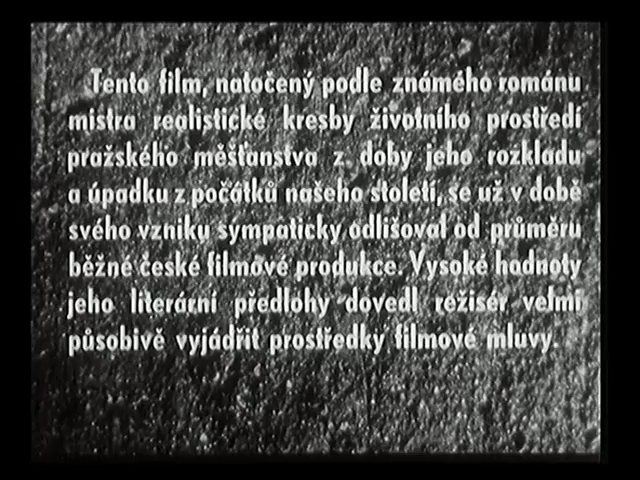 Tento film, natočený podle známého románu
mistra realistické kresby životního prostředí
pražského měšťanstva z doby jeho rozkladu
a úpadku z počátků našeho století, se už v době
svého vzniku sympaticky odlišoval od průměru
běžné české filmové produkce. Vysoké hodnoty
jeho literární předlohy dovedl režisér velmi
působivě vyjádřit prostředky filmové mluvy.